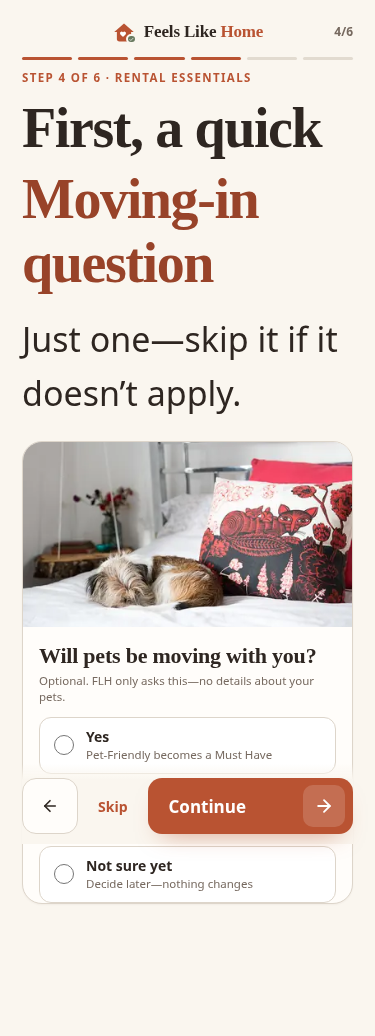 Feels Like Home
4/6
STEP 4 OF 6 · RENTAL ESSENTIALS
First, a quick
Moving-in
question
Just one—skip it if it
doesn’t apply.
Will pets be moving with you?
Optional. FLH only asks this—no details about your
pets.
Yes
Pet-Friendly becomes a Must Have
Skip
Continue
Not sure yet
Decide later—nothing changes